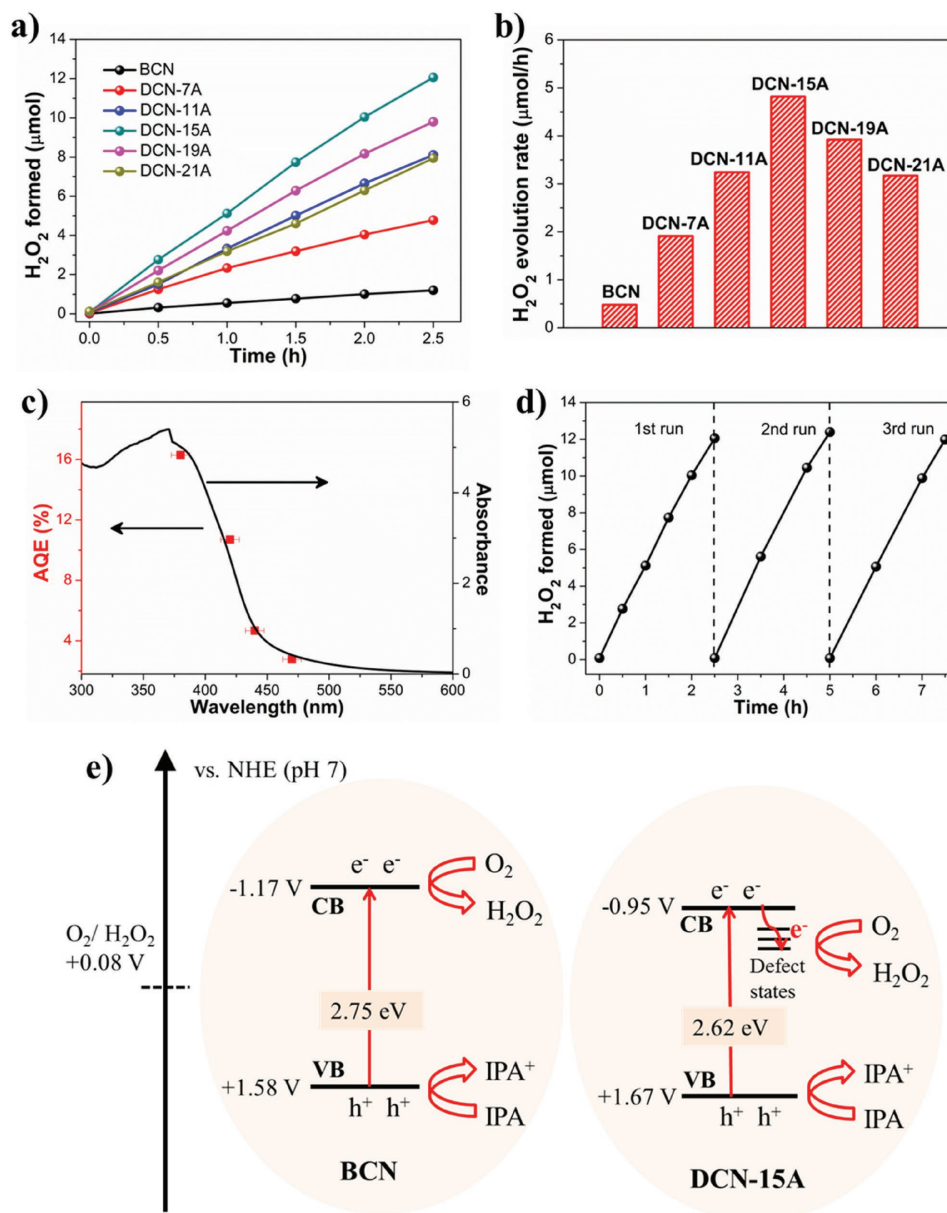 a)
H₂O₂ formed (μmol)
14
12
10
8
6
4
2
0
BCN
DCN-7A
DCN-11A
DCN-15A
DCN-19A
DCN-21A
0.0 0.5 1.0 1.5 2.0 2.5
Time (h)
b)
H₂O₂ evolution rate (μmol/h)
6
5
4
3
2
1
0
BCN
DCN-7A
DCN-11A
DCN-15A
DCN-19A
DCN-21A
c)
AQE (%)
16
12
8
4
6
4
2
0
Absorbance
300 350 400 450 500 550 600
Wavelength (nm)
d)
H₂O₂ formed (μmol)
14
12
10
8
6
4
2
0
1st run 2nd run 3rd run
0 1 2 3 4 5 6 7
Time (h)
e)
vs. NHE (pH 7)
O₂/ H₂O₂
+0.08 V
-1.17 V
e⁻ e⁻
CB
O₂
H₂O₂
2.75 eV
VB
+1.58 V
h⁺ h⁺
IPA⁺
IPA
BCN
-0.95 V
e⁻ e⁻
CB
e⁻
Defect
states
O₂
H₂O₂
2.62 eV
VB
+1.67 V
h⁺ h⁺
IPA⁺
IPA
DCN-15A